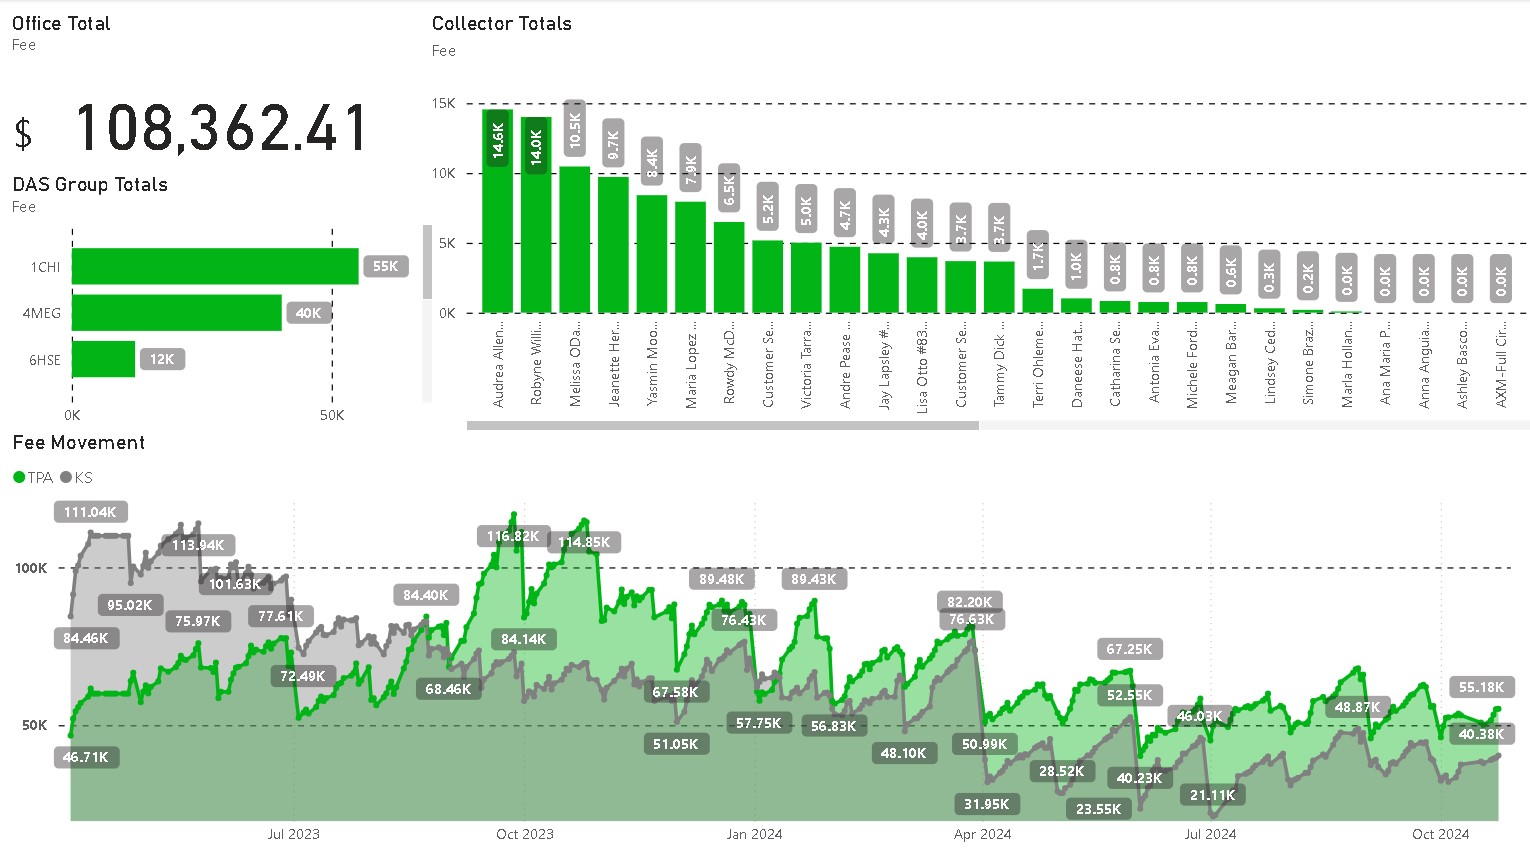 Office Total
Fee
$ 108,362.41
DAS Group Totals
Fee
1CHI 55K
4MEG 40K
6HSE 12K
0K 50K
Collector Totals
Fee
15K
10K
5K
0K
14.6K 14.0K 10.5K 9.7K 8.4K 7.9K 6.5K 5.2K 5.0K 4.7K 4.3K 4.0K 3.7K 3.7K 1.7K 1.0K 0.8K 0.8K 0.8K 0.6K 0.3K 0.2K 0.0K 0.0K 0.0K 0.0K 0.0K
Audrea Allen...
Robyne Willi...
Melissa ODa...
Jeanette Her...
Yasmin Moo...
Maria Lopez ...
Rowdy McD...
Customer Se...
Victoria Tarra...
Andre Pease ...
Jay Lapsley #...
Lisa Otto #83...
Customer Se...
Tammy Dick ...
Terri Ohleme...
Daneese Hat...
Catharina Se...
Antonia Eva...
Michele Ford...
Meagan Bar...
Lindsey Ced...
Simone Braz...
Marla Hollan...
Ana Maria P...
Anna Anguia...
Ashley Basco...
AXM-Full Cir...
Fee Movement
TPA KS
100K
50K
111.04K
84.46K
46.71K
95.02K
113.94K
75.97K
101.63K
77.61K
72.49K
84.40K
68.46K
116.82K
84.14K
114.85K
67.58K
51.05K
89.48K
76.43K
57.75K
89.43K
56.83K
48.10K
82.20K
76.63K
50.99K
31.95K
28.52K
23.55K
67.25K
52.55K
40.23K
46.03K
21.11K
48.87K
55.18K
40.38K
Jul 2023 Oct 2023 Jan 2024 Apr 2024 Jul 2024 Oct 2024